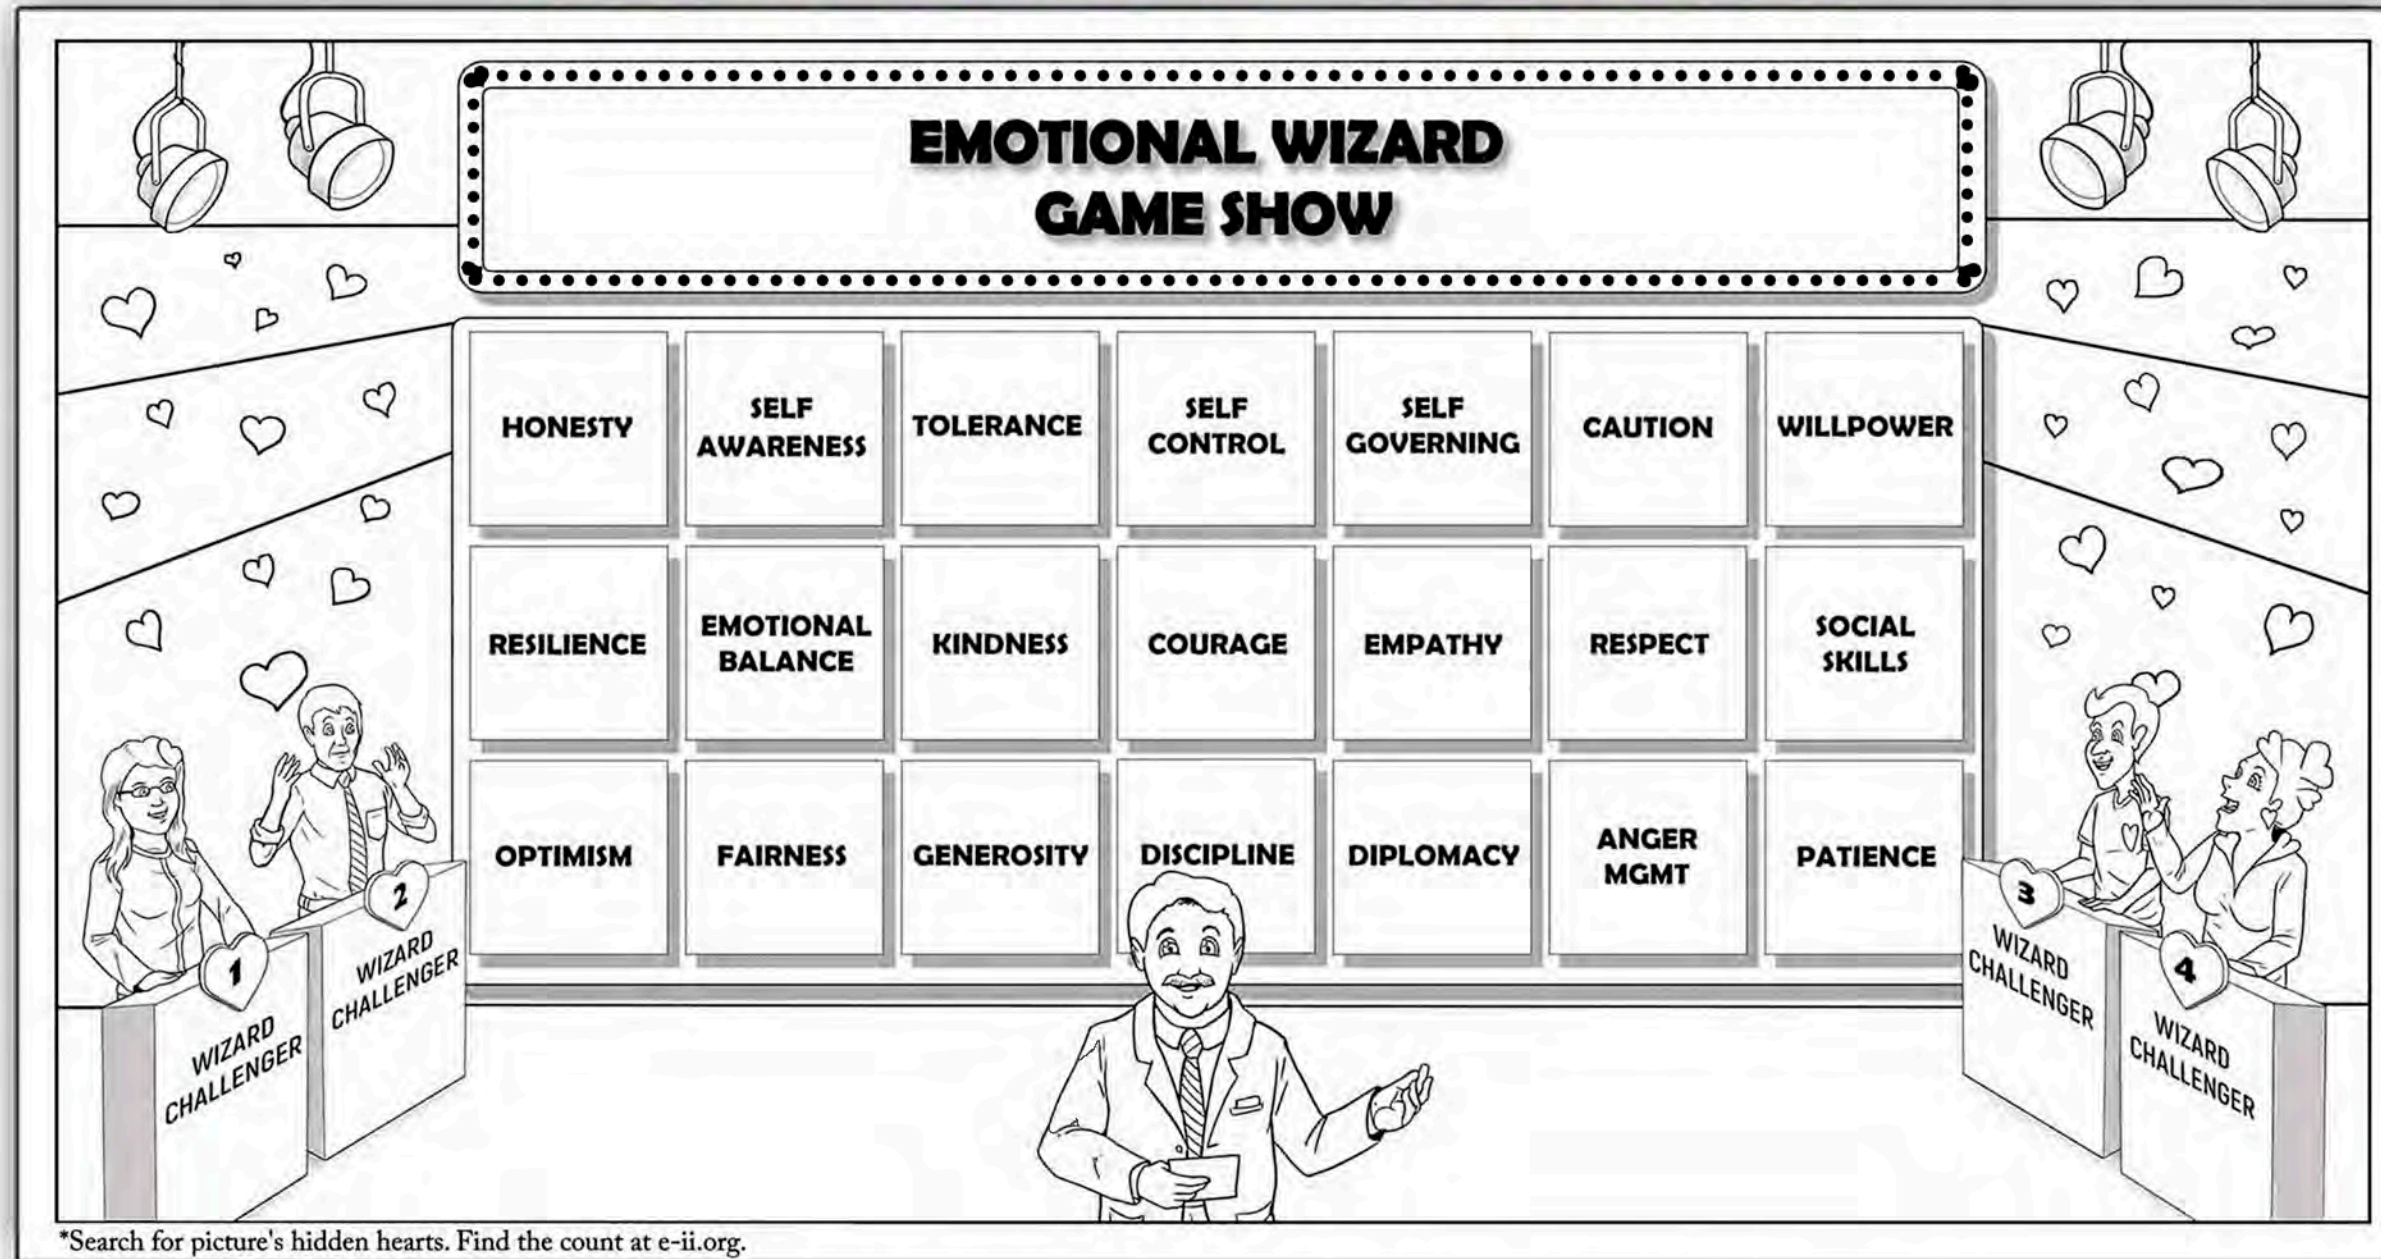 EMOTIONAL WIZARD
GAME SHOW
HONESTY
SELF
AWARENESS
TOLERANCE
SELF
CONTROL
SELF
GOVERNING
CAUTION
WILLPOWER
RESILIENCE
EMOTIONAL
BALANCE
KINDNESS
COURAGE
EMPATHY
RESPECT
SOCIAL
SKILLS
OPTIMISM
FAIRNESS
GENEROSITY
DISCIPLINE
DIPLOMACY
ANGER
MGMT
PATIENCE
1
WIZARD
CHALLENGER
2
WIZARD
CHALLENGER
3
WIZARD
CHALLENGER
4
WIZARD
CHALLENGER
*Search for picture's hidden hearts. Find the count at e-ii.org.